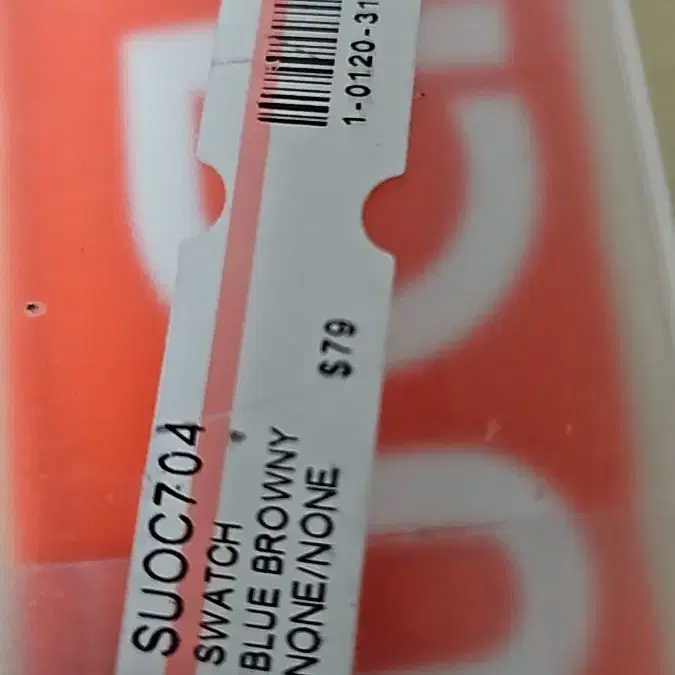 SUOC704
SWATCH
BLUE BROWNY
NONE/NONE
$79
1-0120-31